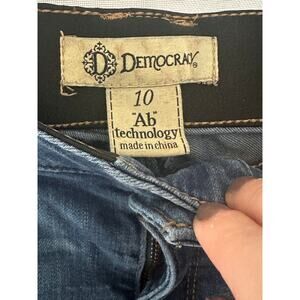 D DEMOCRACY®
10
"Ab"
technology
made in china